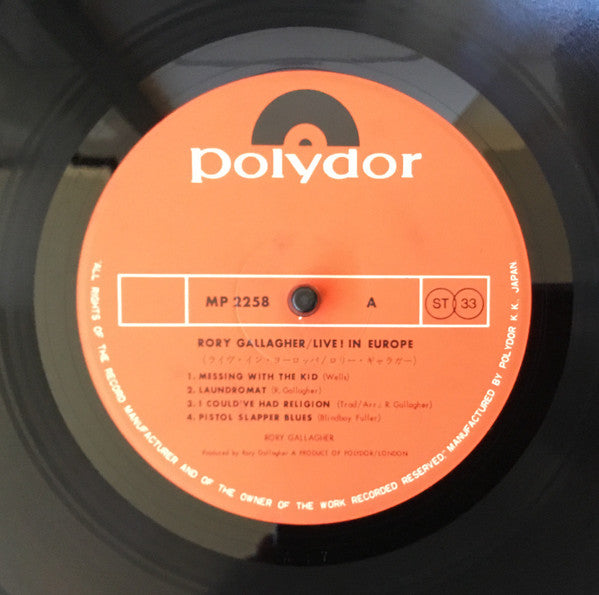 polydor
MP 2258 A ST 33
RORY GALLAGHER/LIVE! IN EUROPE
(ライヴ・イン・ヨーロッパ/ロリー・ギャラガー)
1. MESSING WITH THE KID (Wells)
2. LAUNDROMAT (R. Gallagher)
3. I COULD'VE HAD RELIGION (Trad/Arr.; R. Gallagher)
4. PISTOL SLAPPER BLUES (Blindboy Fuller)
RORY GALLAGHER
Produced by Rory Gallagher A PRODUCT OF POLYDOR/LONDON
"ALL RIGHTS OF THE RECORD MANUFACTURER AND OF THE OWNER OF THE WORK RECORDED RESERVED." MANUFACTURED BY POLYDOR K.K. JAPAN.